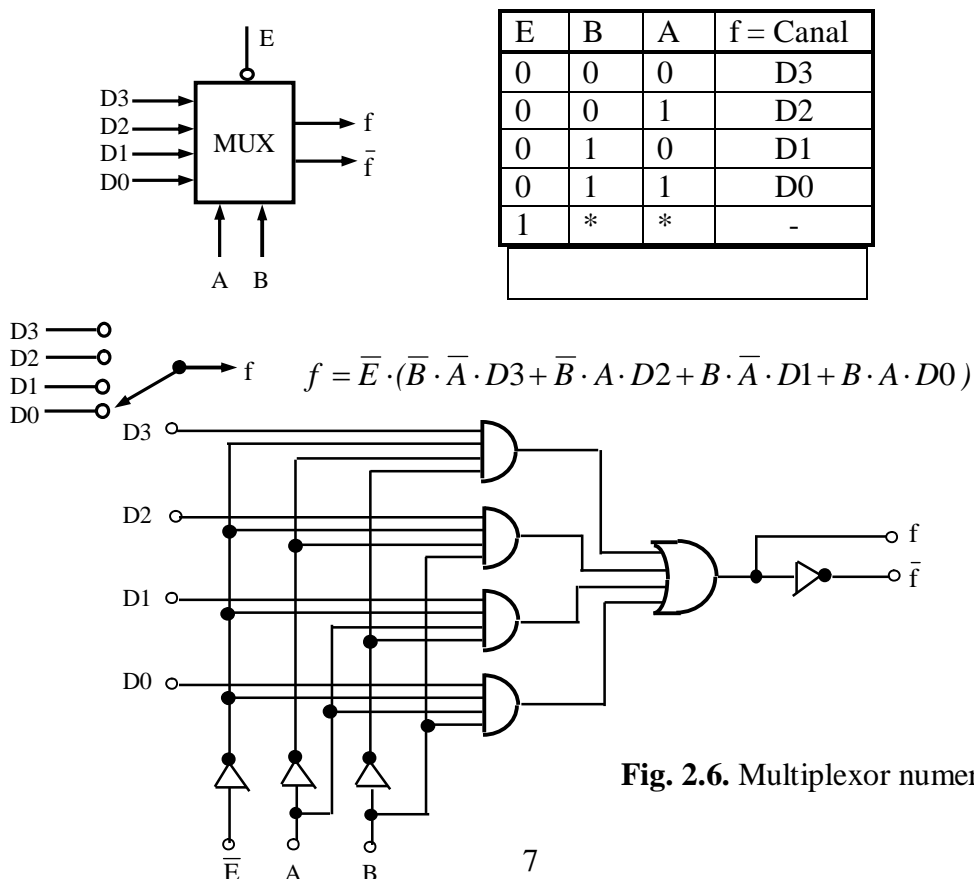 E
D3
D2
D1
D0
MUX
f
f̅
A B
E B A f = Canal
0 0 0 D3
0 0 1 D2
0 1 0 D1
0 1 1 D0
1 * * -
D3
D2
D1
D0
f
f = E̅ · (B̅ · A̅ · D3 + B̅ · A · D2 + B · A̅ · D1 + B · A · D0 )
D3
D2
D1
D0
f
f̅
Fig. 2.6. Multiplexor numer
E̅ A B
7